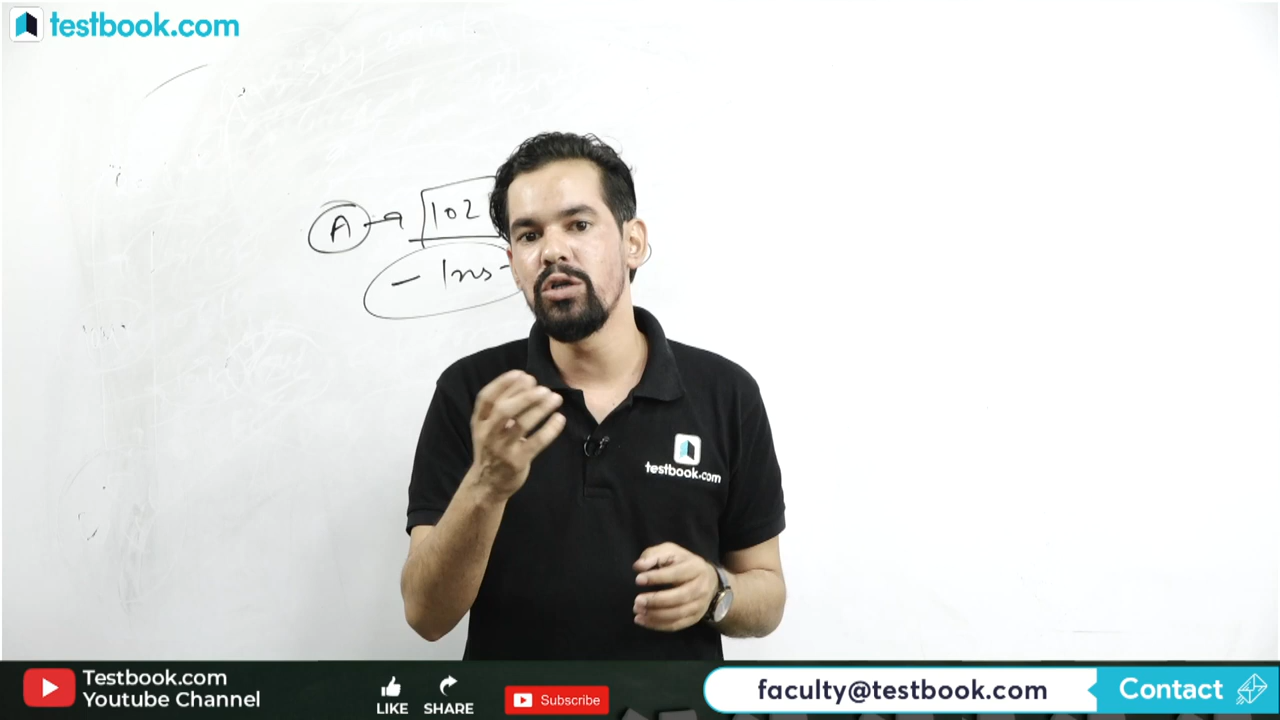 testbook.com
A
102
- Ins -
testbook.com
Testbook.com
Youtube Channel
LIKE
SHARE
Subscribe
faculty@testbook.com
Contact